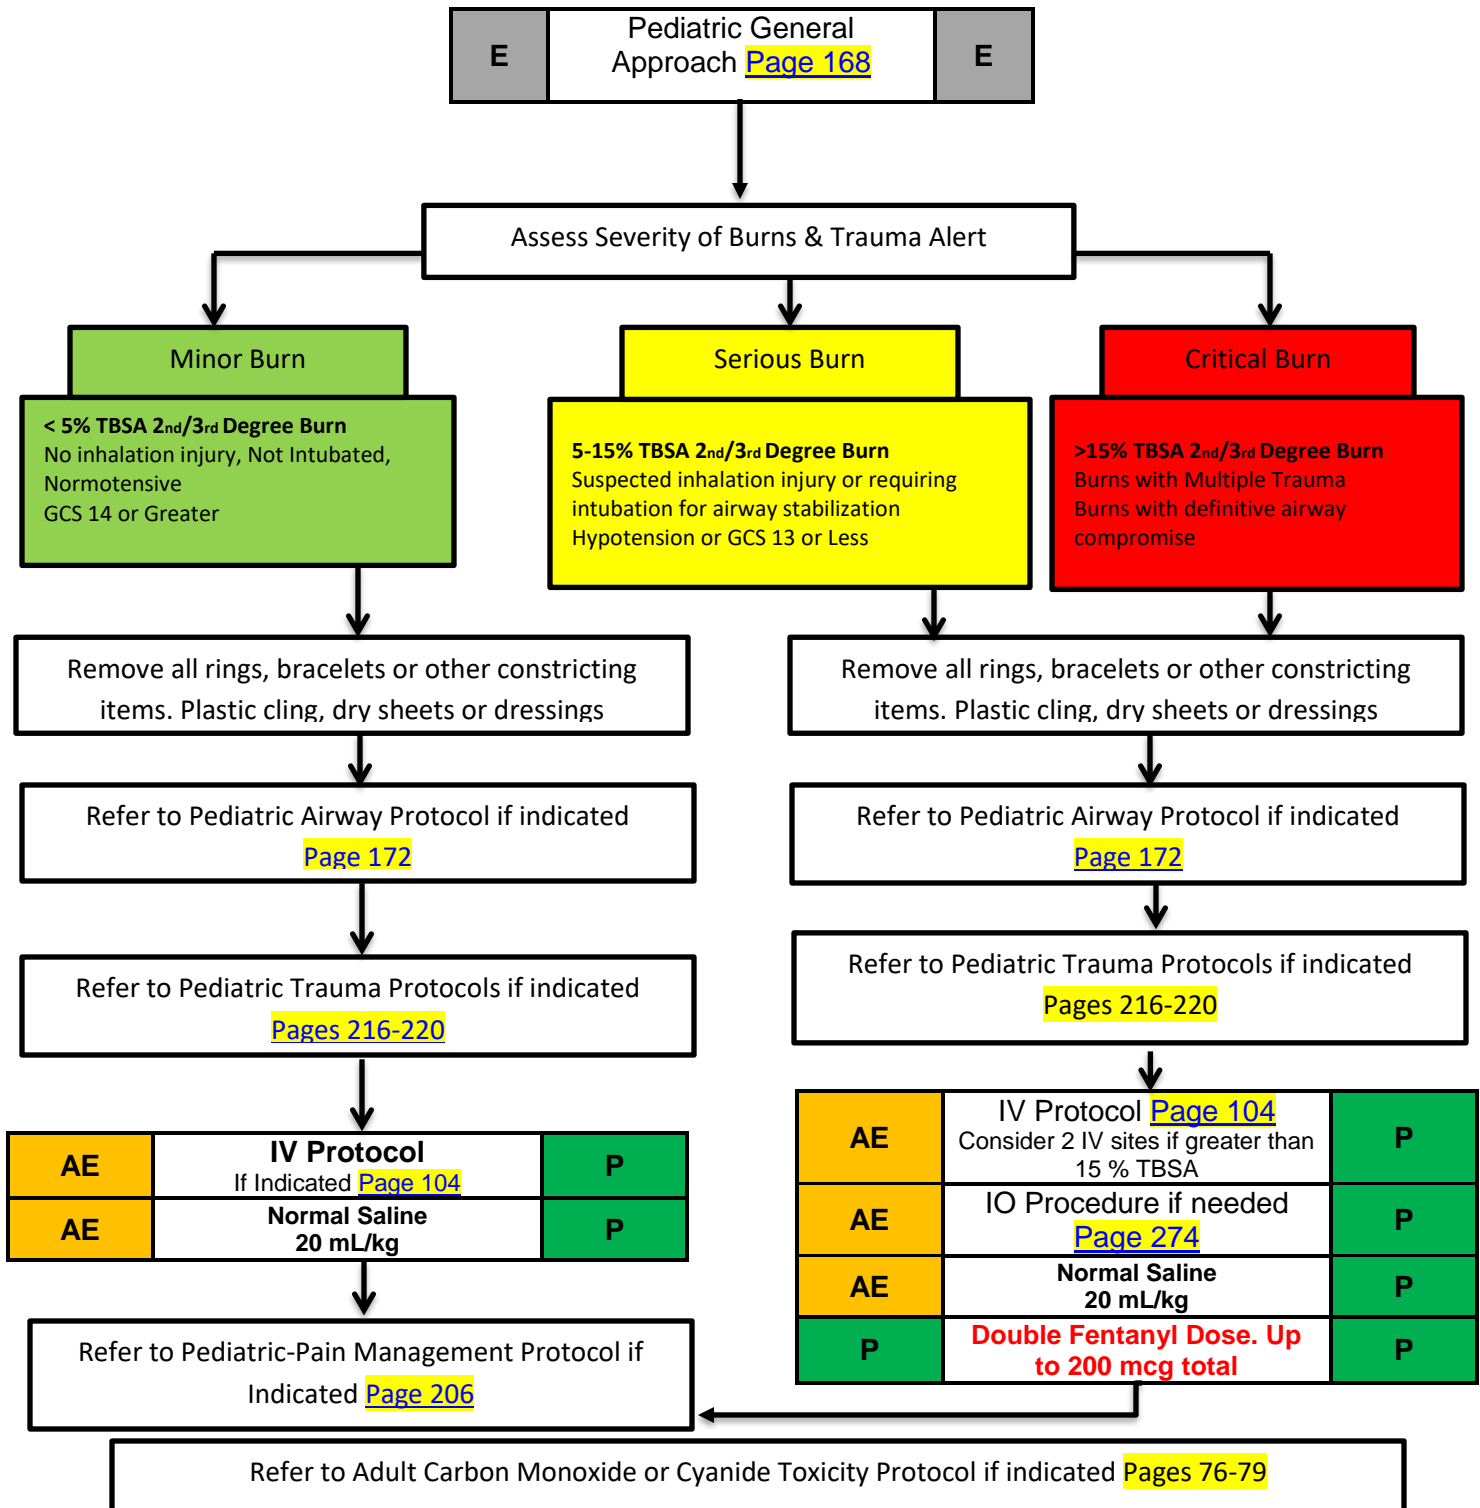 E
Pediatric General
Approach Page 168
E
Assess Severity of Burns & Trauma Alert
Minor Burn
< 5% TBSA 2nd/3rd Degree Burn
No inhalation injury, Not Intubated,
Normotensive
GCS 14 or Greater
Serious Burn
5-15% TBSA 2nd/3rd Degree Burn
Suspected inhalation injury or requiring
intubation for airway stabilization
Hypotension or GCS 13 or Less
Critical Burn
>15% TBSA 2nd/3rd Degree Burn
Burns with Multiple Trauma
Burns with definitive airway
compromise
Remove all rings, bracelets or other constricting
items. Plastic cling, dry sheets or dressings
Refer to Pediatric Airway Protocol if indicated
Page 172
Refer to Pediatric Trauma Protocols if indicated
Pages 216-220
AE
IV Protocol
If Indicated Page 104
P
AE
Normal Saline
20 mL/kg
P
Refer to Pediatric-Pain Management Protocol if
Indicated Page 206
Remove all rings, bracelets or other constricting
items. Plastic cling, dry sheets or dressings
Refer to Pediatric Airway Protocol if indicated
Page 172
Refer to Pediatric Trauma Protocols if indicated
Pages 216-220
AE
IV Protocol Page 104
Consider 2 IV sites if greater than
15 % TBSA
P
AE
IO Procedure if needed
Page 274
P
AE
Normal Saline
20 mL/kg
P
P
Double Fentanyl Dose. Up
to 200 mcg total
P
Refer to Adult Carbon Monoxide or Cyanide Toxicity Protocol if indicated Pages 76-79